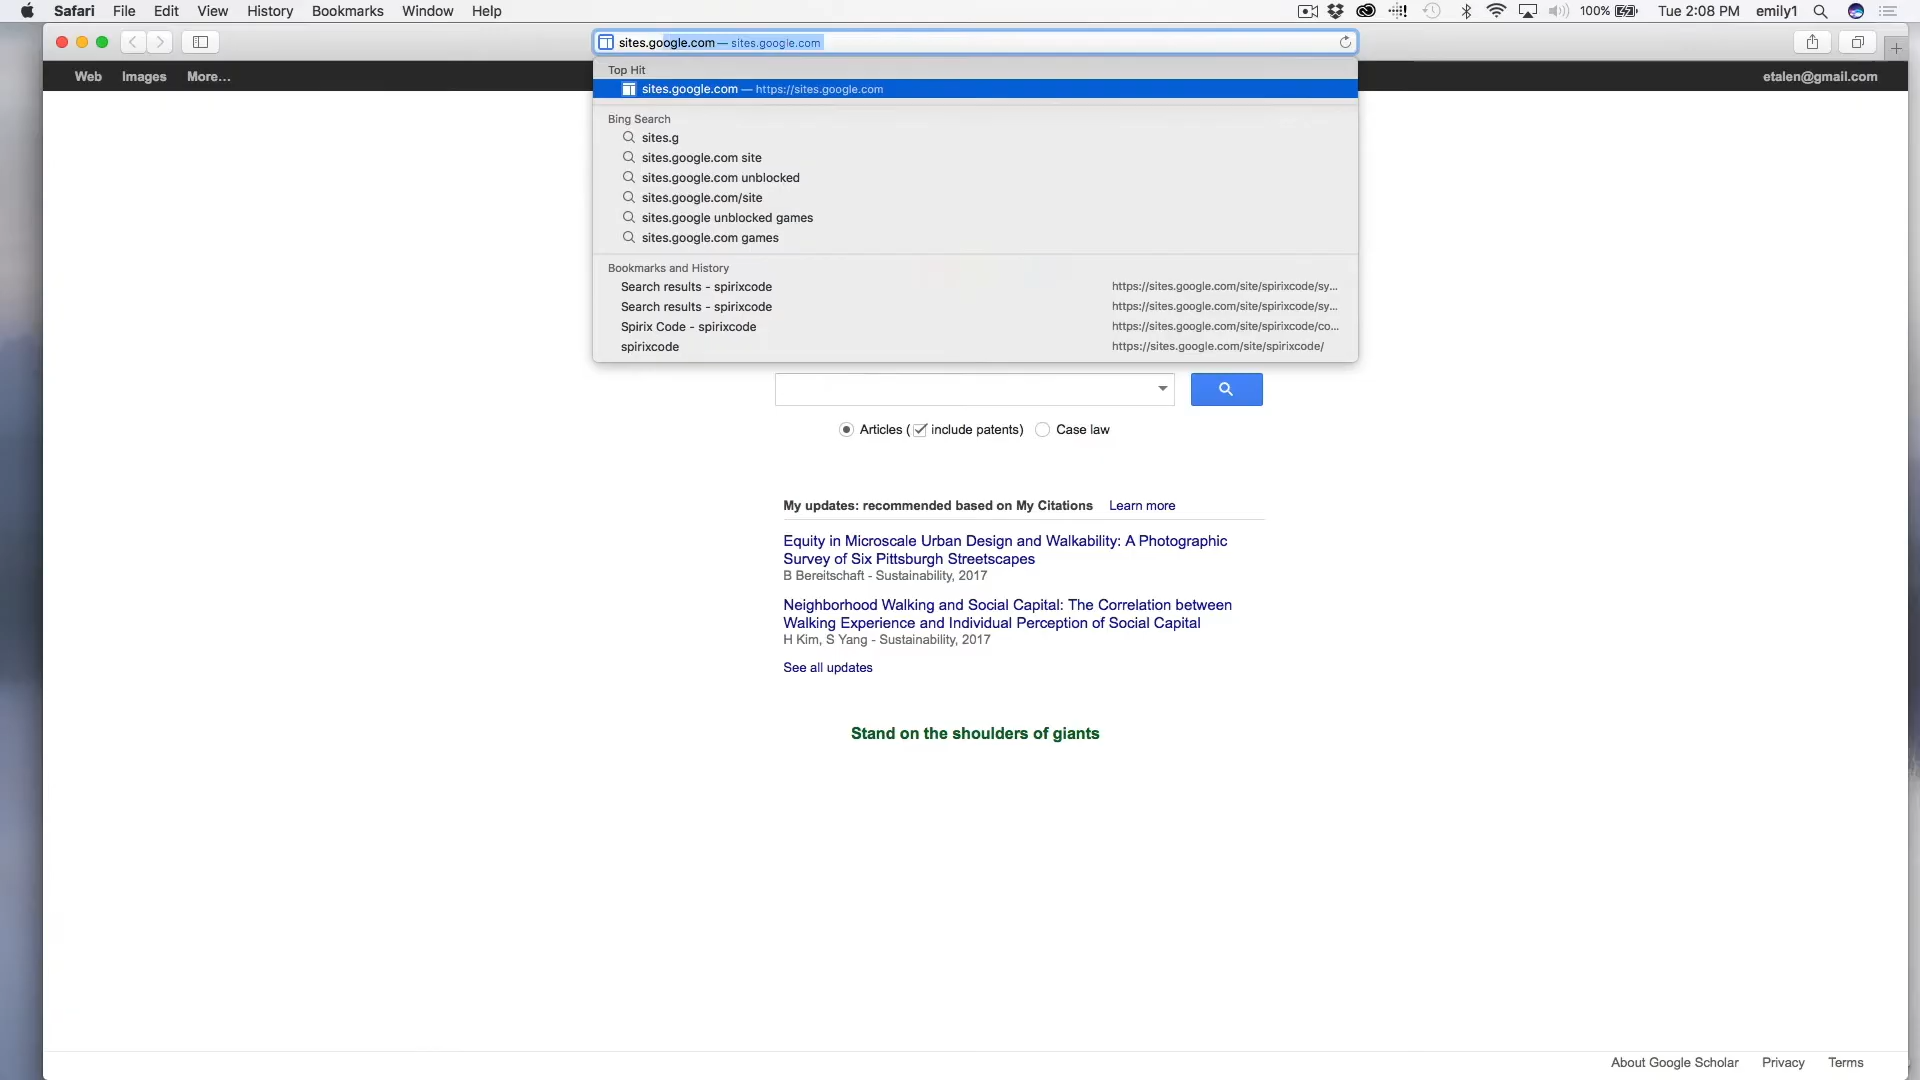 Safari File Edit View History Bookmarks Window Help 100% Tue 2:08 PM emily1
sites.google.com — sites.google.com
Web Images More... etalen@gmail.com
Top Hit
sites.google.com — https://sites.google.com
Bing Search
sites.g
sites.google.com site
sites.google.com unblocked
sites.google.com/site
sites.google unblocked games
sites.google.com games
Bookmarks and History
Search results - spirixcode https://sites.google.com/site/spirixcode/sy...
Search results - spirixcode https://sites.google.com/site/spirixcode/sy...
Spirix Code - spirixcode https://sites.google.com/site/spirixcode/co...
spirixcode https://sites.google.com/site/spirixcode/
Articles ( include patents) Case law
My updates: recommended based on My Citations Learn more
Equity in Microscale Urban Design and Walkability: A Photographic
Survey of Six Pittsburgh Streetscapes
B Bereitschaft - Sustainability, 2017
Neighborhood Walking and Social Capital: The Correlation between
Walking Experience and Individual Perception of Social Capital
H Kim, S Yang - Sustainability, 2017
See all updates
Stand on the shoulders of giants
About Google Scholar Privacy Terms